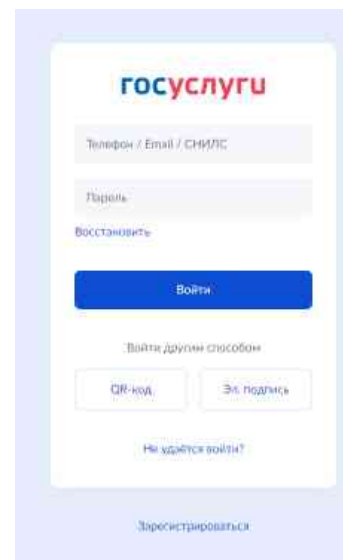 госуслуги
Телефон / Email / СНИЛС
Пароль
Восстановить
Войти
Войти другим способом
QR-код
Эл. подпись
Не удаётся войти?
Зарегистрироваться